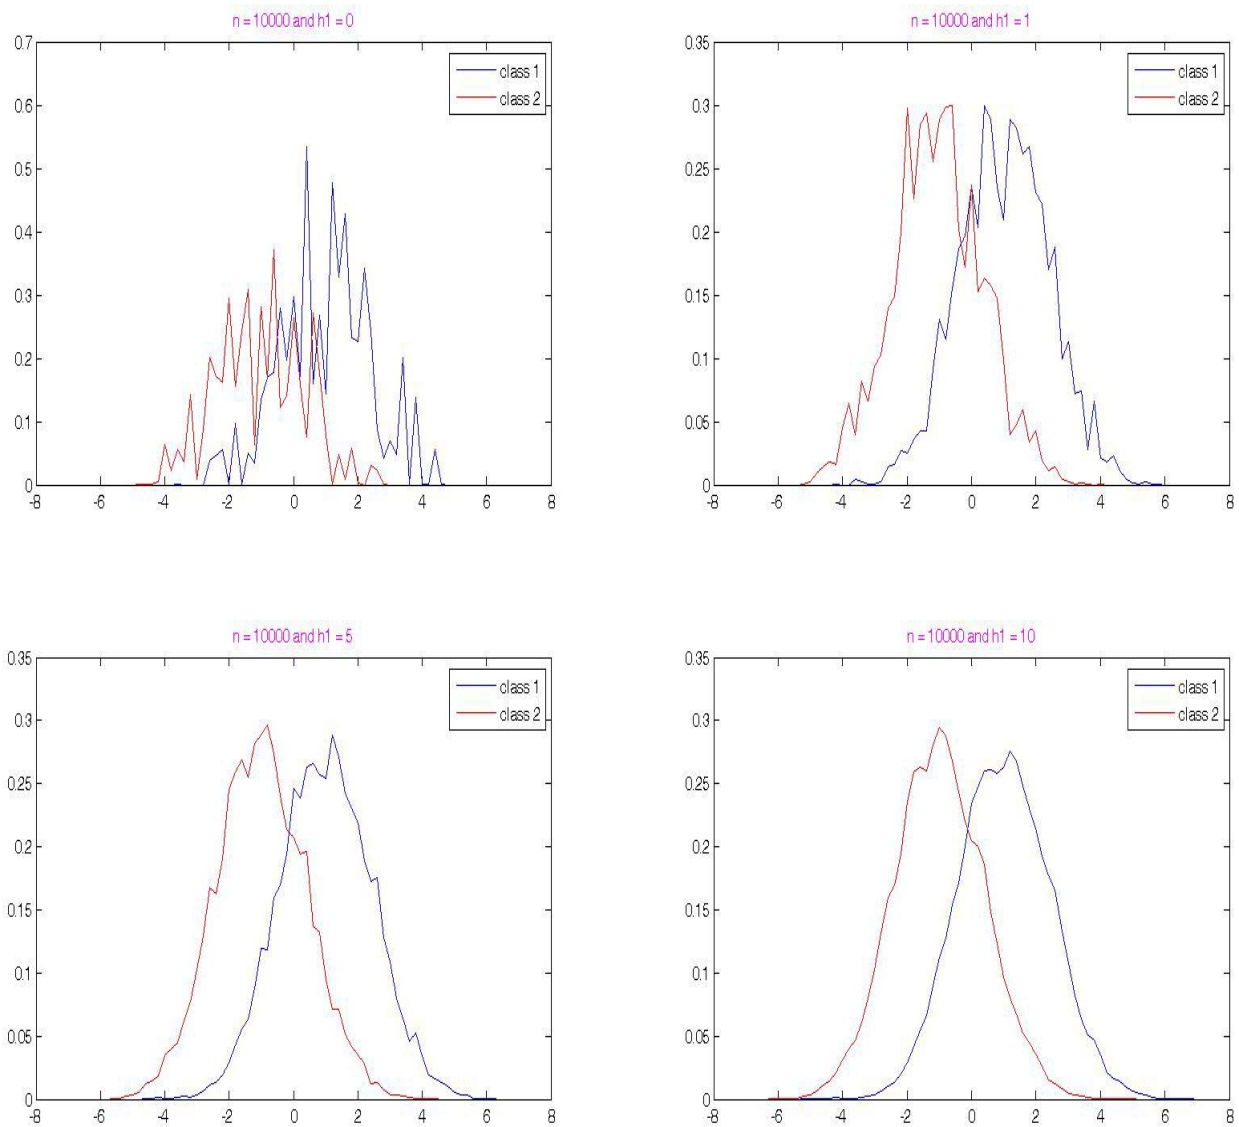 n = 10000 and h1 = 0
0.7
0.6
0.5
0.4
0.3
0.2
0.1
0
-8 -6 -4 -2 0 2 4 6 8
class 1
class 2
n = 10000 and h1 = 1
0.35
0.3
0.25
0.2
0.15
0.1
0.05
0
-8 -6 -4 -2 0 2 4 6 8
class 1
class 2
n = 10000 and h1 = 5
0.35
0.3
0.25
0.2
0.15
0.1
0.05
0
-8 -6 -4 -2 0 2 4 6 8
class 1
class 2
n = 10000 and h1 = 10
0.35
0.3
0.25
0.2
0.15
0.1
0.05
0
-8 -6 -4 -2 0 2 4 6 8
class 1
class 2